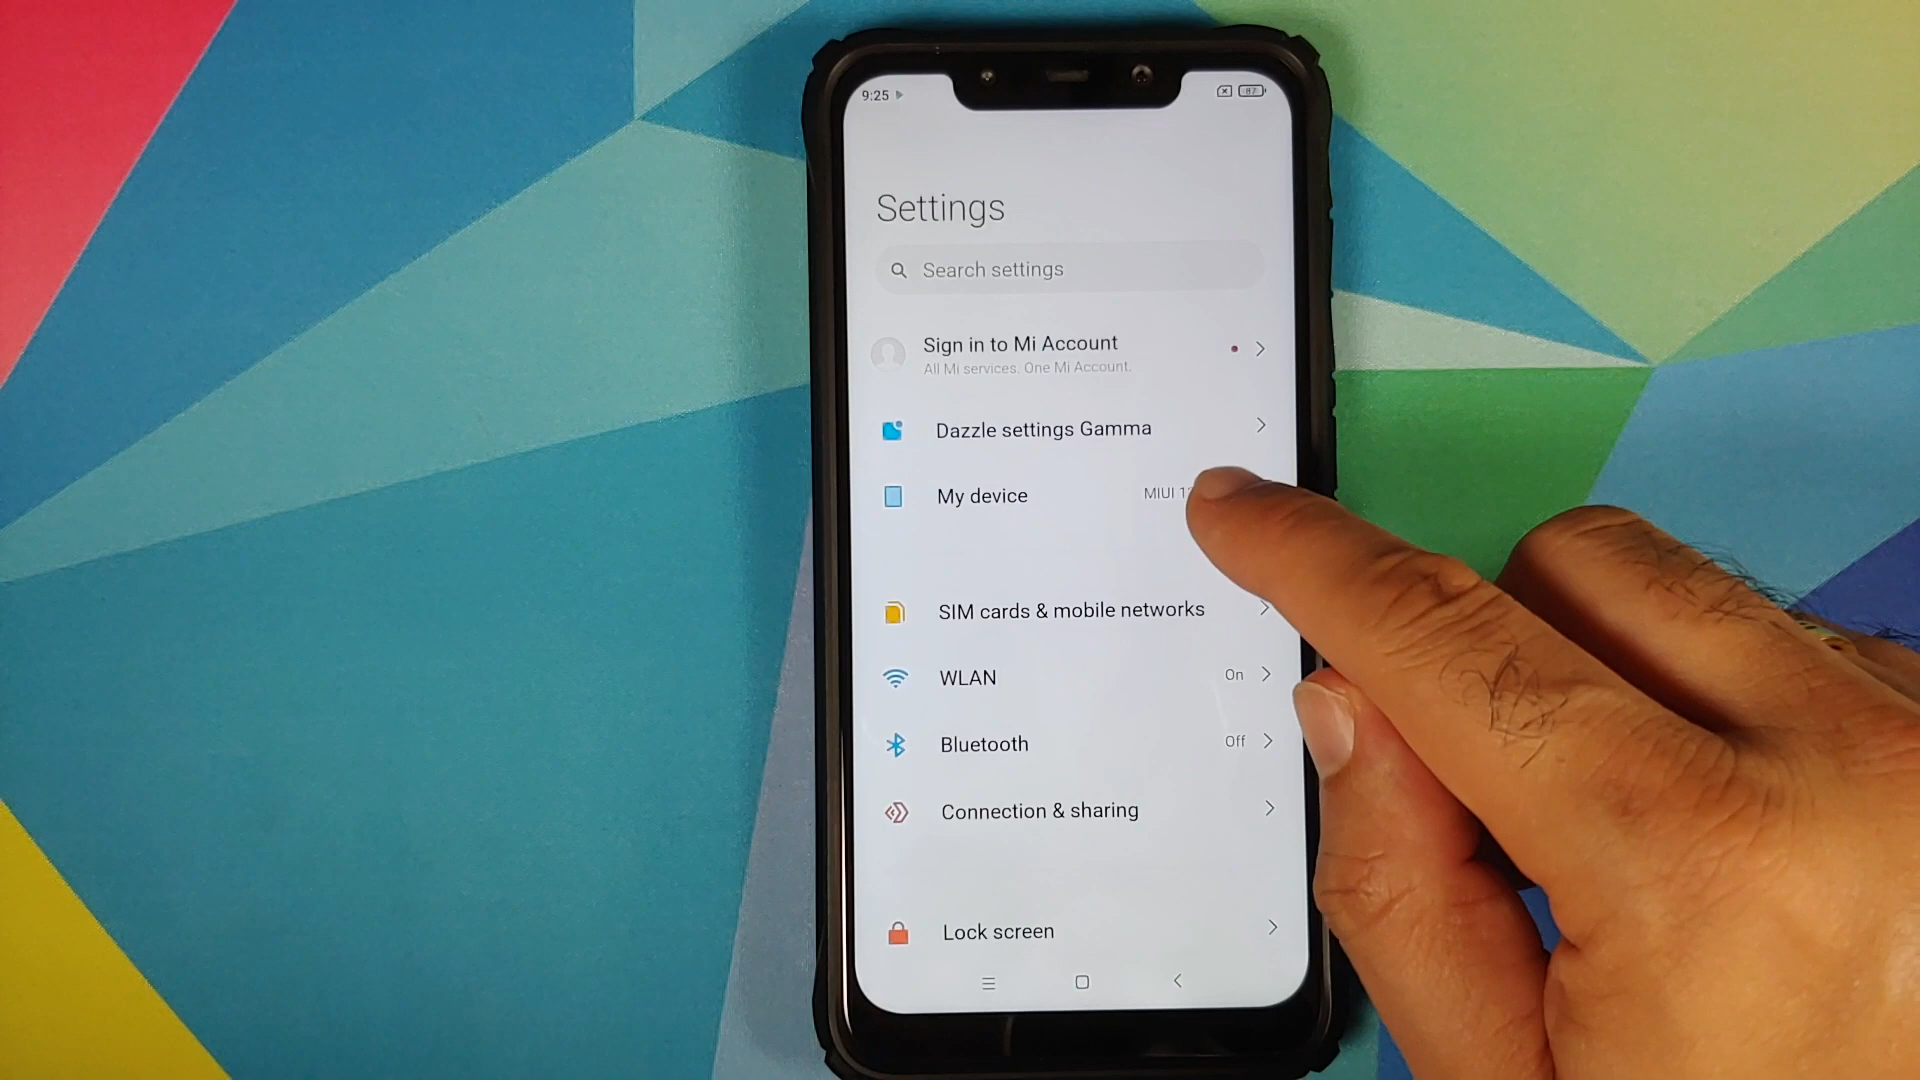 9:25
87
Settings
Search settings
Sign in to Mi Account
All Mi services. One Mi Account.
Dazzle settings Gamma
My device
MIUI
SIM cards & mobile networks
WLAN On
Bluetooth Off
Connection & sharing
Lock screen